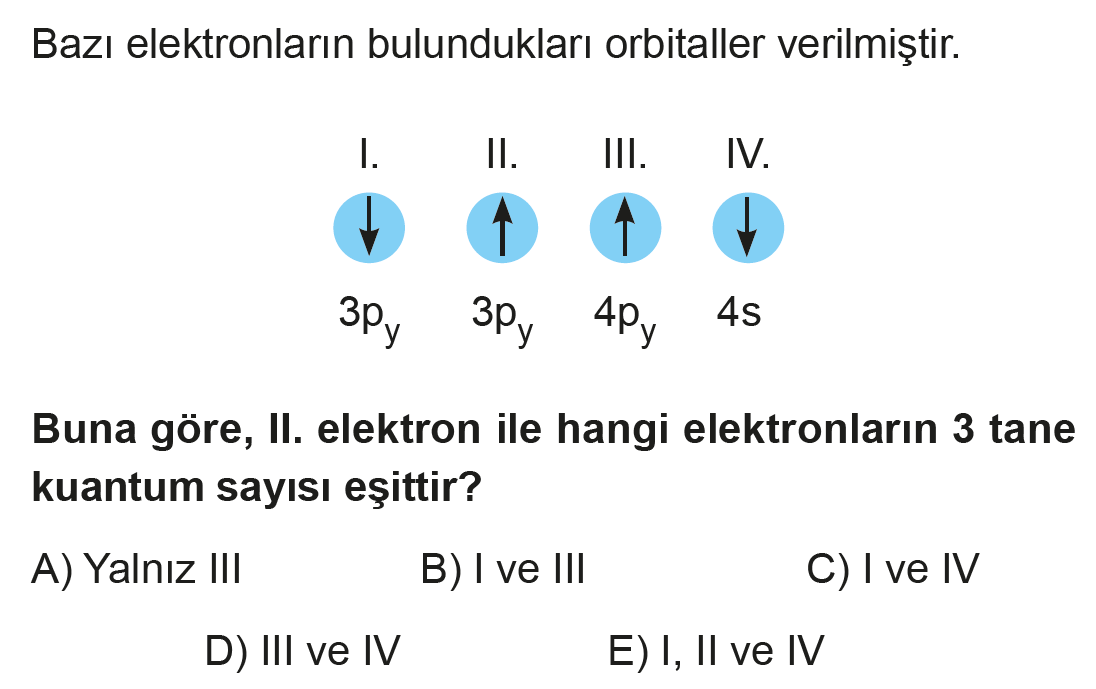 Bazı elektronların bulundukları orbitaller verilmiştir.
I. II. III. IV.
3py 3py 4py 4s
Buna göre, II. elektron ile hangi elektronların 3 tane
kuantum sayısı eşittir?
A) Yalnız III B) I ve III C) I ve IV
D) III ve IV E) I, II ve IV